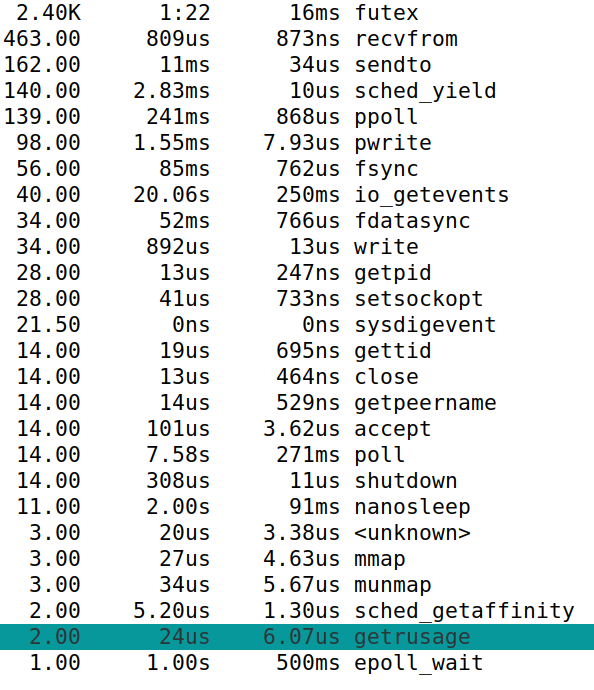 2.40K 1:22 16ms futex
463.00 809us 873ns recvfrom
162.00 11ms 34us sendto
140.00 2.83ms 10us sched_yield
139.00 241ms 868us ppoll
98.00 1.55ms 7.93us pwrite
56.00 85ms 762us fsync
40.00 20.06s 250ms io_getevents
34.00 52ms 766us fdatasync
34.00 892us 13us write
28.00 13us 247ns getpid
28.00 41us 733ns setsockopt
21.50 0ns 0ns sysdigevent
14.00 19us 695ns gettid
14.00 13us 464ns close
14.00 14us 529ns getpeername
14.00 101us 3.62us accept
14.00 7.58s 271ms poll
14.00 308us 11us shutdown
11.00 2.00s 91ms nanosleep
3.00 20us 3.38us <unknown>
3.00 27us 4.63us mmap
3.00 34us 5.67us munmap
2.00 5.20us 1.30us sched_getaffinity
2.00 24us 6.07us getrusage
1.00 1.00s 500ms epoll_wait